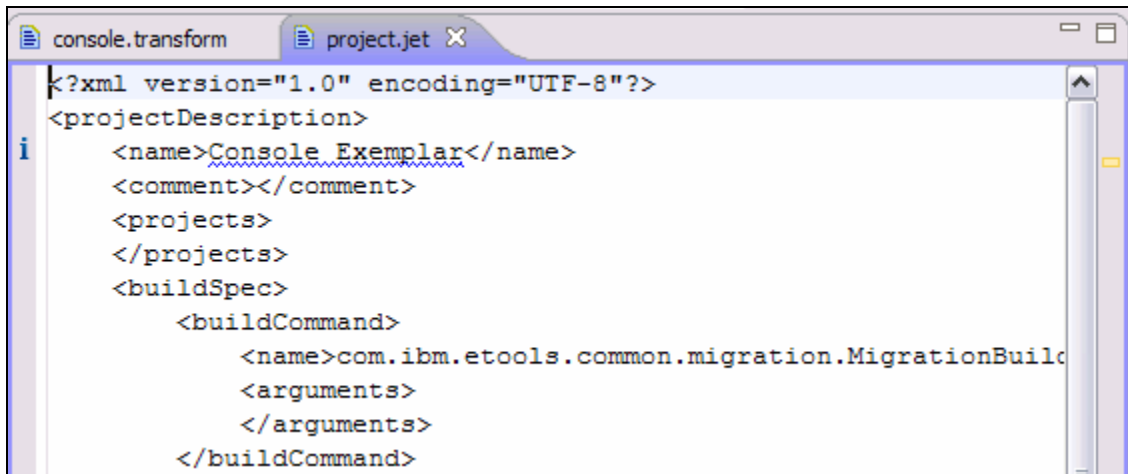 console.transform project.jet
<?xml version="1.0" encoding="UTF-8"?>
<projectDescription>
<name>Console Exemplar</name>
<comment></comment>
<projects>
</projects>
<buildSpec>
<buildCommand>
<name>com.ibm.etools.common.migration.MigrationBuild
<arguments>
</arguments>
</buildCommand>